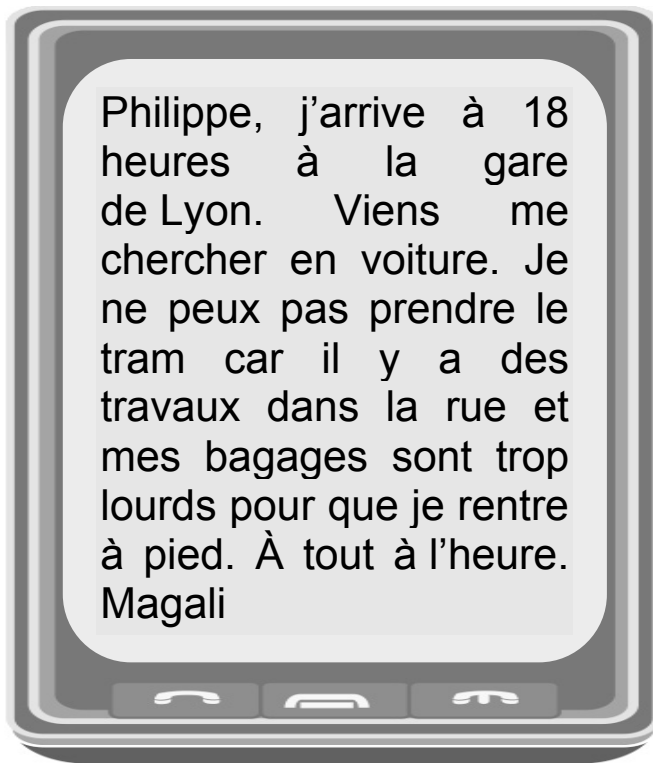 Philippe, j’arrive à 18
heures à la gare
de Lyon. Viens me
chercher en voiture. Je
ne peux pas prendre le
tram car il y a des
travaux dans la rue et
mes bagages sont trop
lourds pour que je rentre
à pied. À tout à l’heure.
Magali